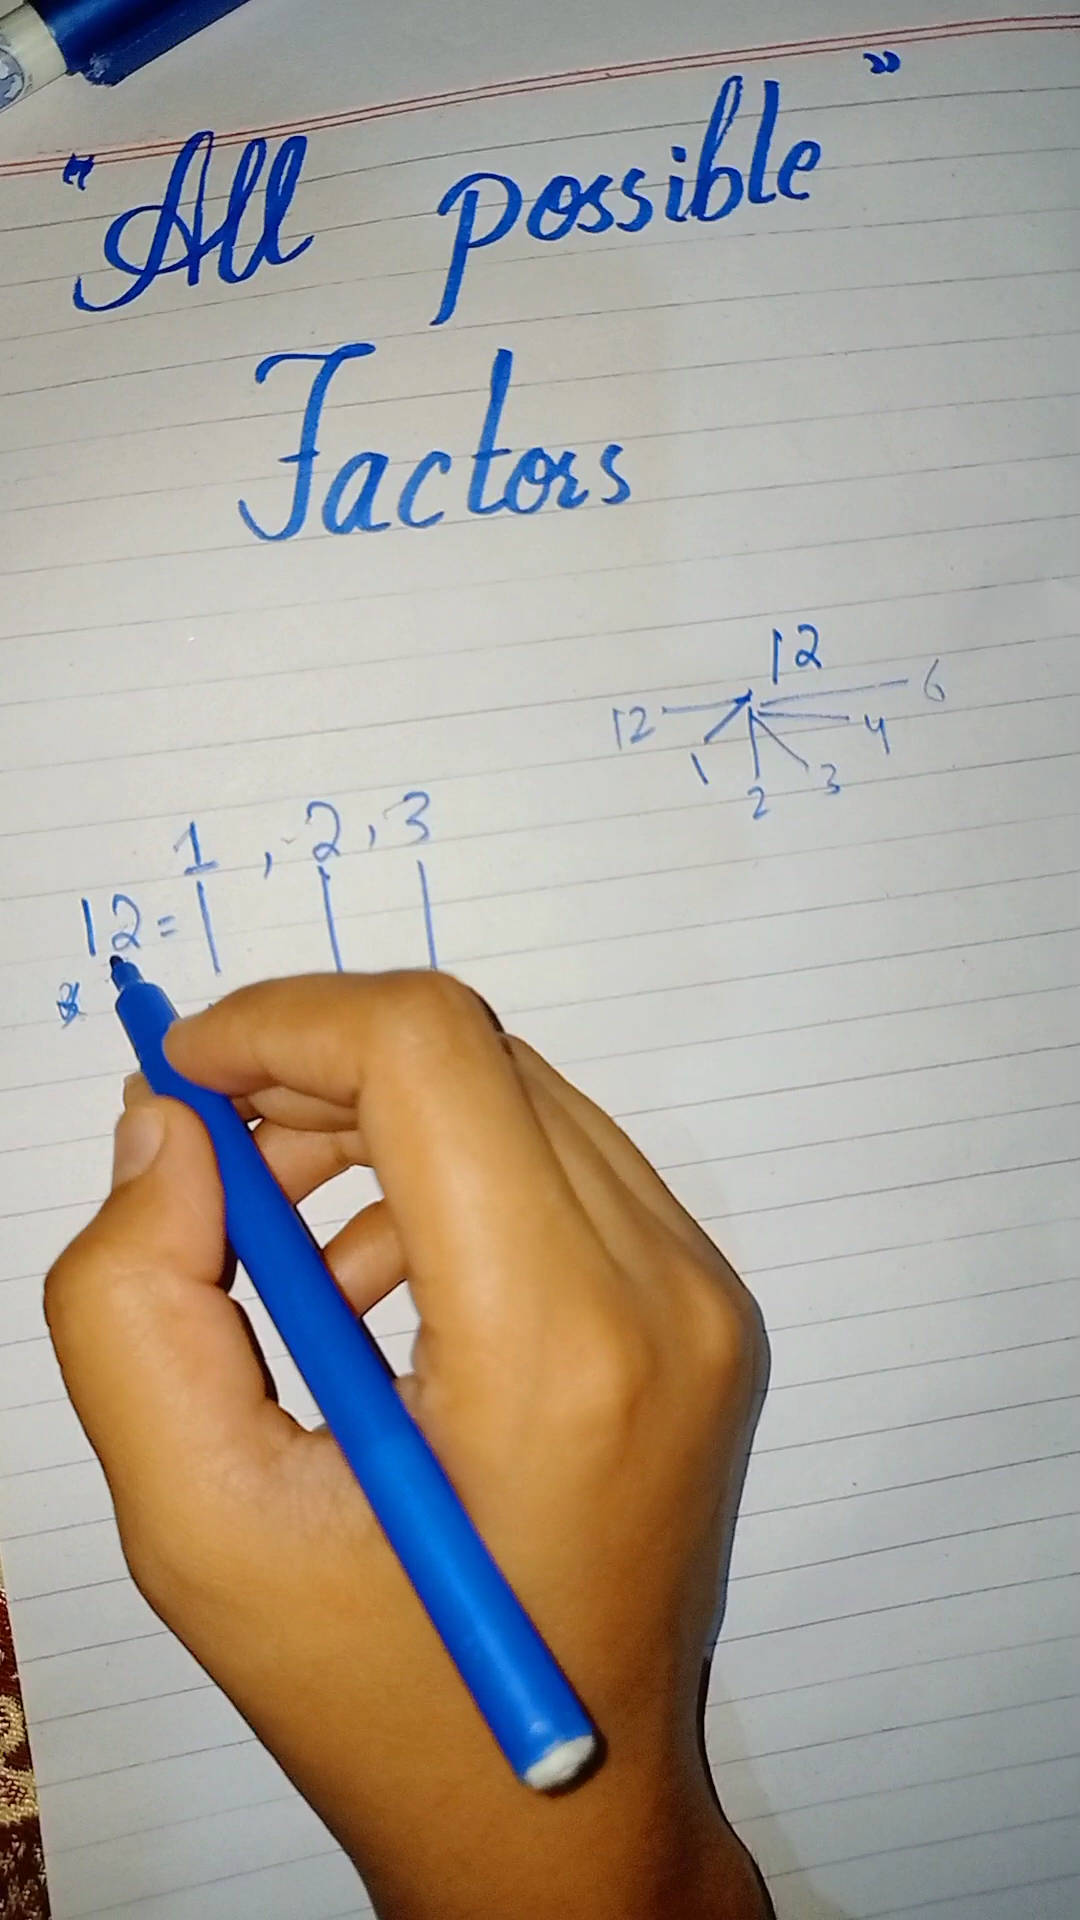 "All possible"
Factors
12
12 1 2 3 4 6
1, 2, 3
12=